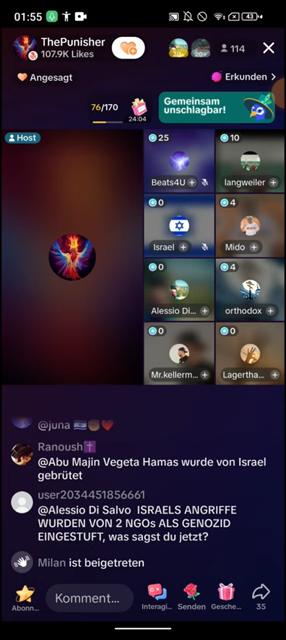 01:55
43
ThePunisher
107.9K Likes
20+
20+
114
Angesagt
Erkunden
76/170
24:04
Gemeinsam
unschlagbar!
Host
25
10
Beats4U
langweiler
0
4
Israel
Mido
0
4
Alessio Di...
orthodox
0
0
Mr.kellerm...
Lagertha...
@juna 🇮🇱✊🏿♥️
Ranoush✝️
@Abu Majin Vegeta Hamas wurde von Israel
gebrütet
user2034451856661
@Alessio Di Salvo ISRAELS ANGRIFFE
WURDEN VON 2 NGOs ALS GENOZID
EINGESTUFT, was sagst du jetzt?
Milan ist beigetreten
Abonn...
Kommen...
Interagi...
Senden
Gesche...
35